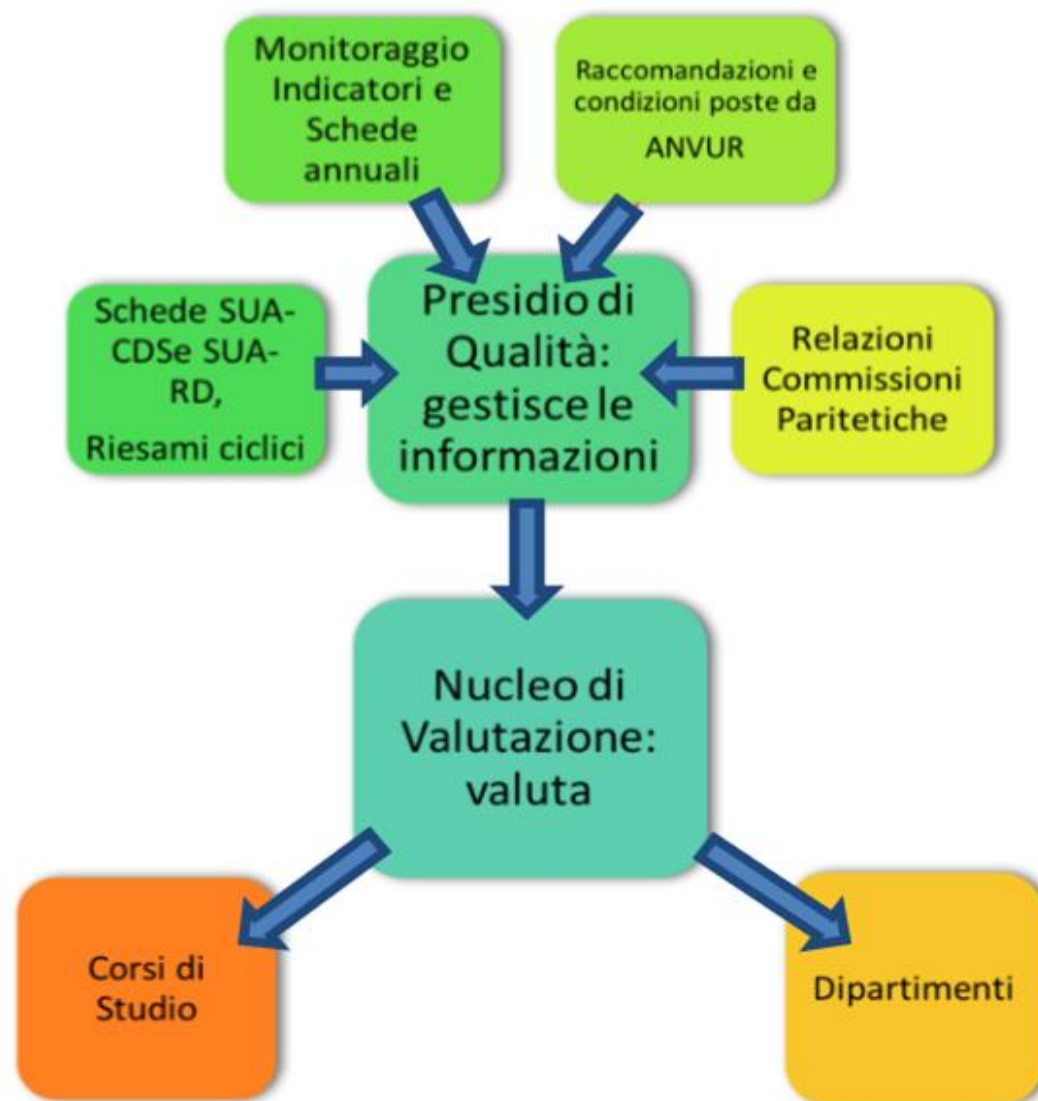 Monitoraggio
Indicatori e
Schede
annuali
Raccomandazioni e
condizioni poste da
ANVUR
Schede SUA-
CDSe SUA-
RD,
Riesami ciclici
Presidio di
Qualità:
gestisce le
informazioni
Relazioni
Commissioni
Paritetiche
Nucleo di
Valutazione:
valuta
Corsi di
Studio
Dipartimenti